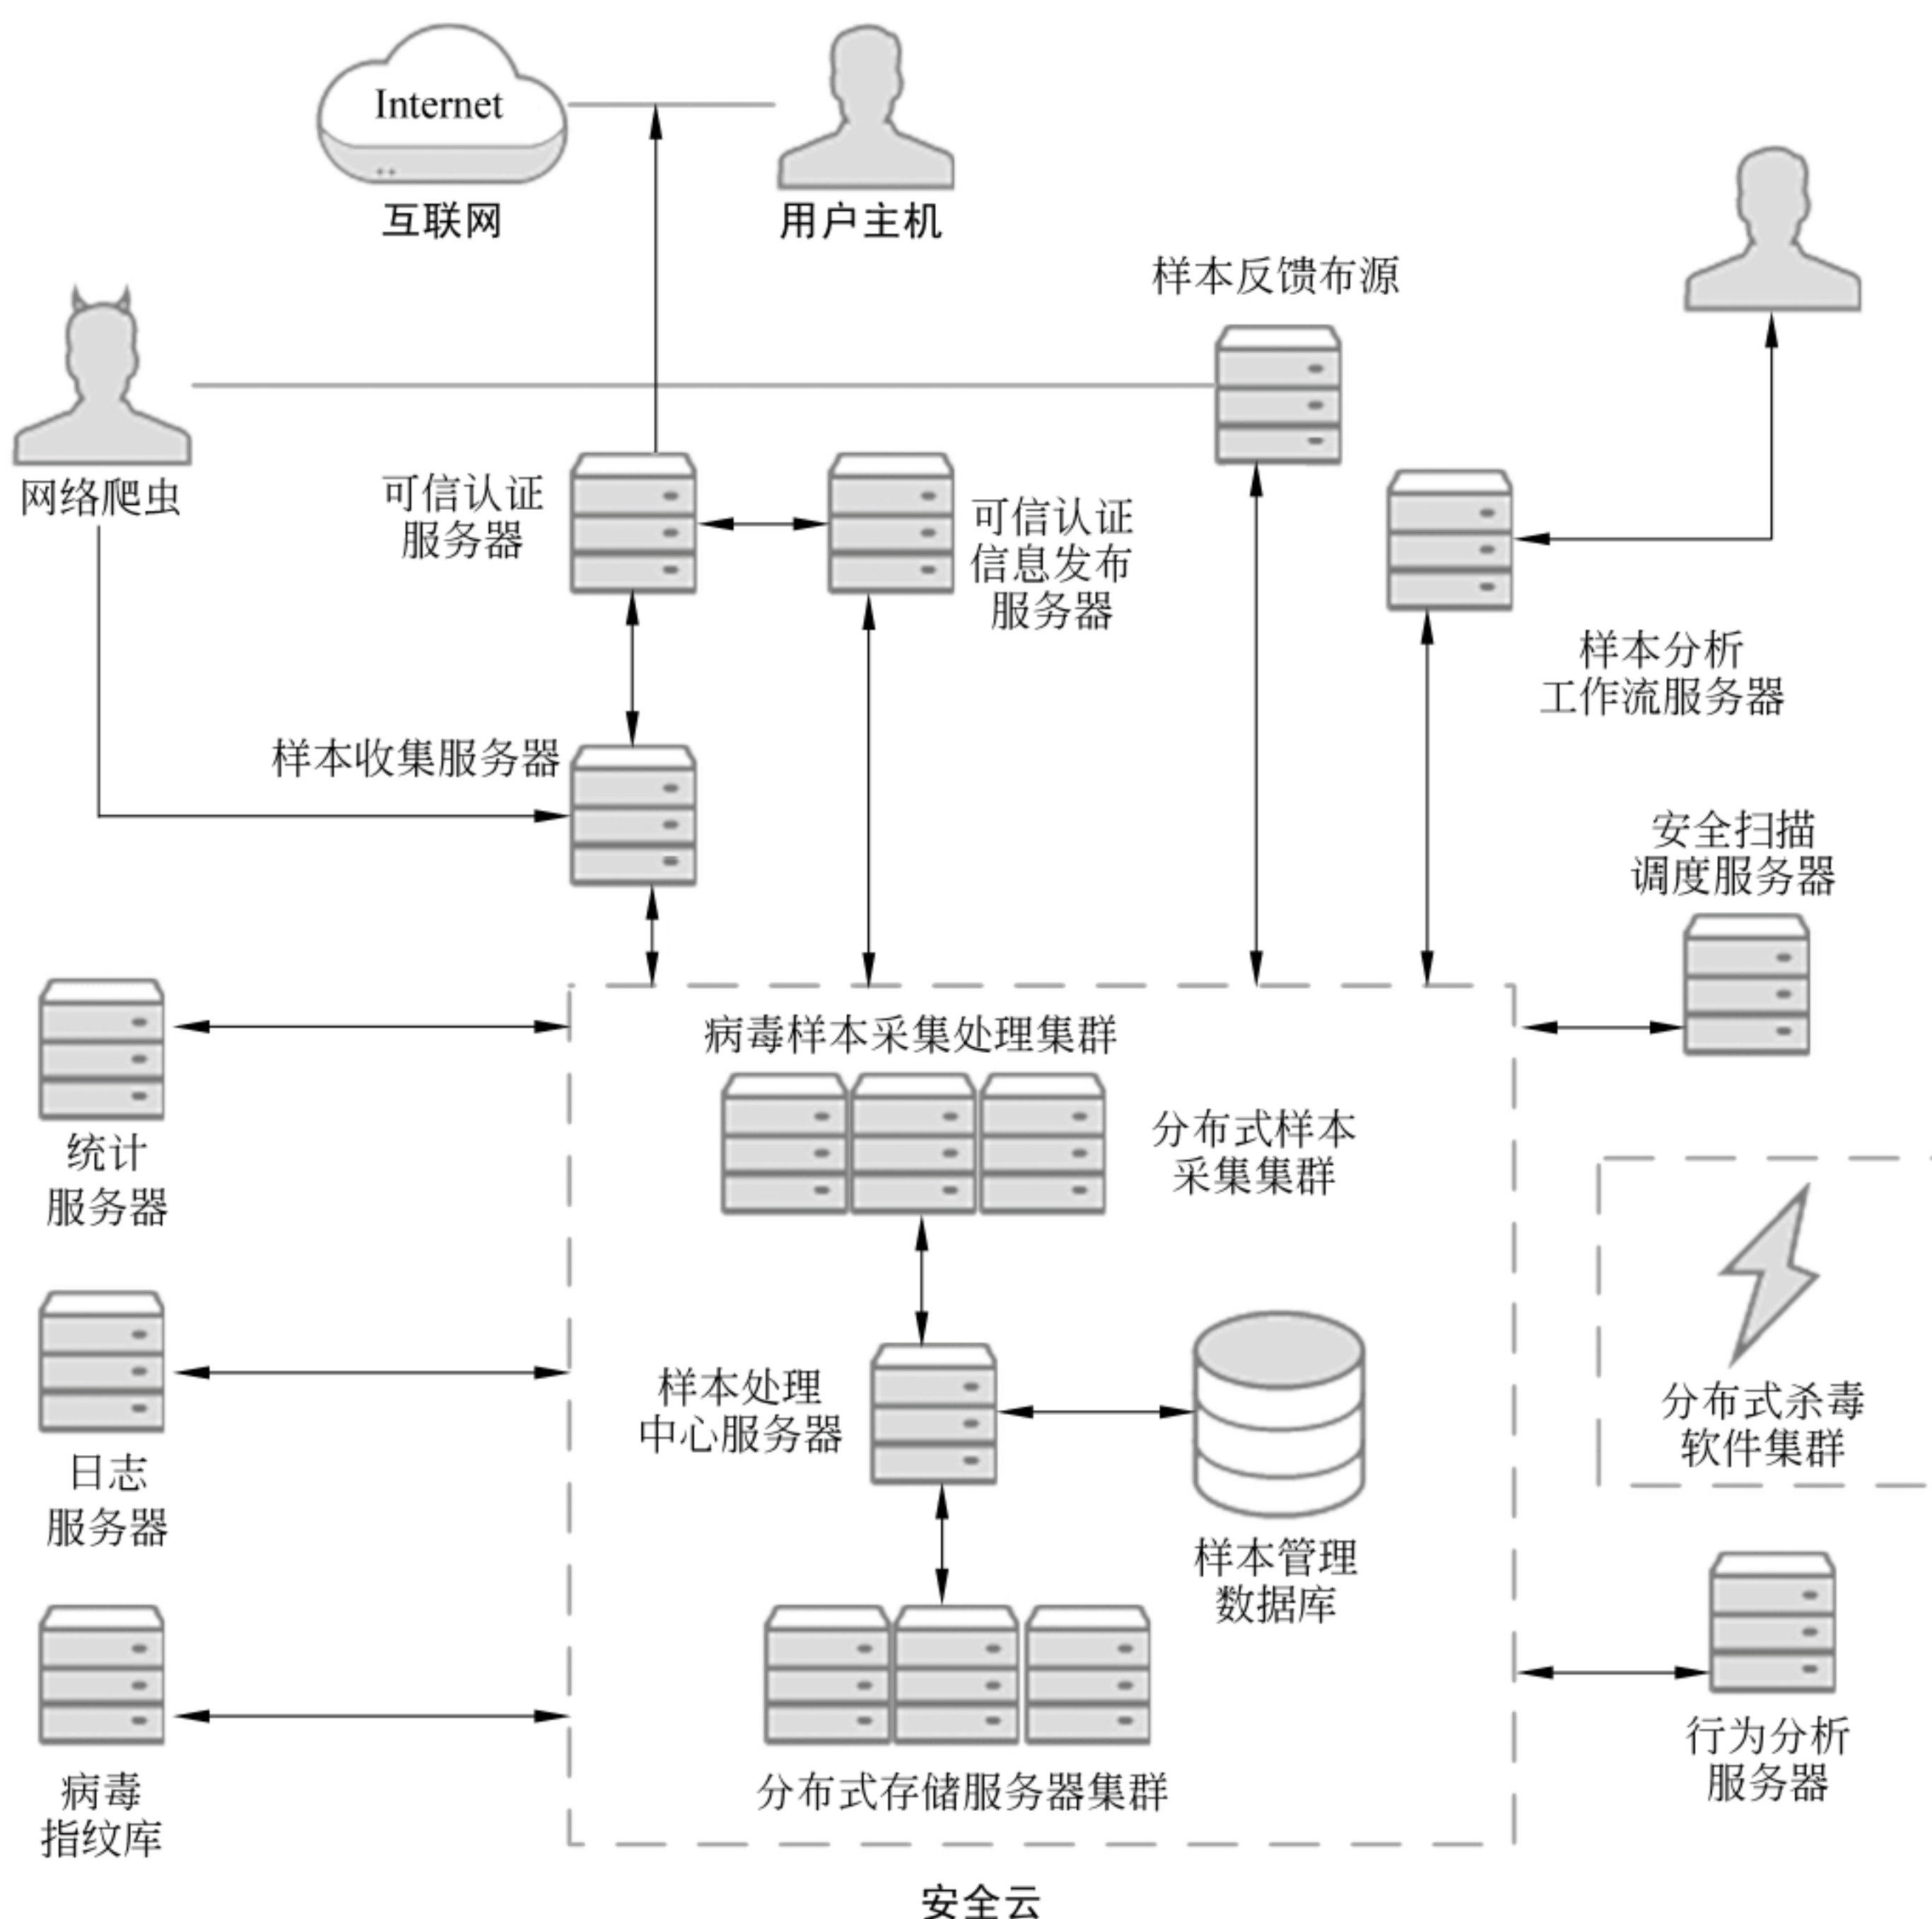 Internet
互联网
用户主机
样本反馈布源
网络爬虫
可信认证
服务器
可信认证
信息发布
服务器
样本分析
工作流服务器
样本收集服务器
安全扫描
调度服务器
统计
服务器
病毒样本采集处理集群
分布式样本
采集集群
日志
服务器
样本处理
中心服务器
样本管理
数据库
分布式杀毒
软件集群
病毒
指纹库
分布式存储服务器集群
行为分析
服务器
安全云